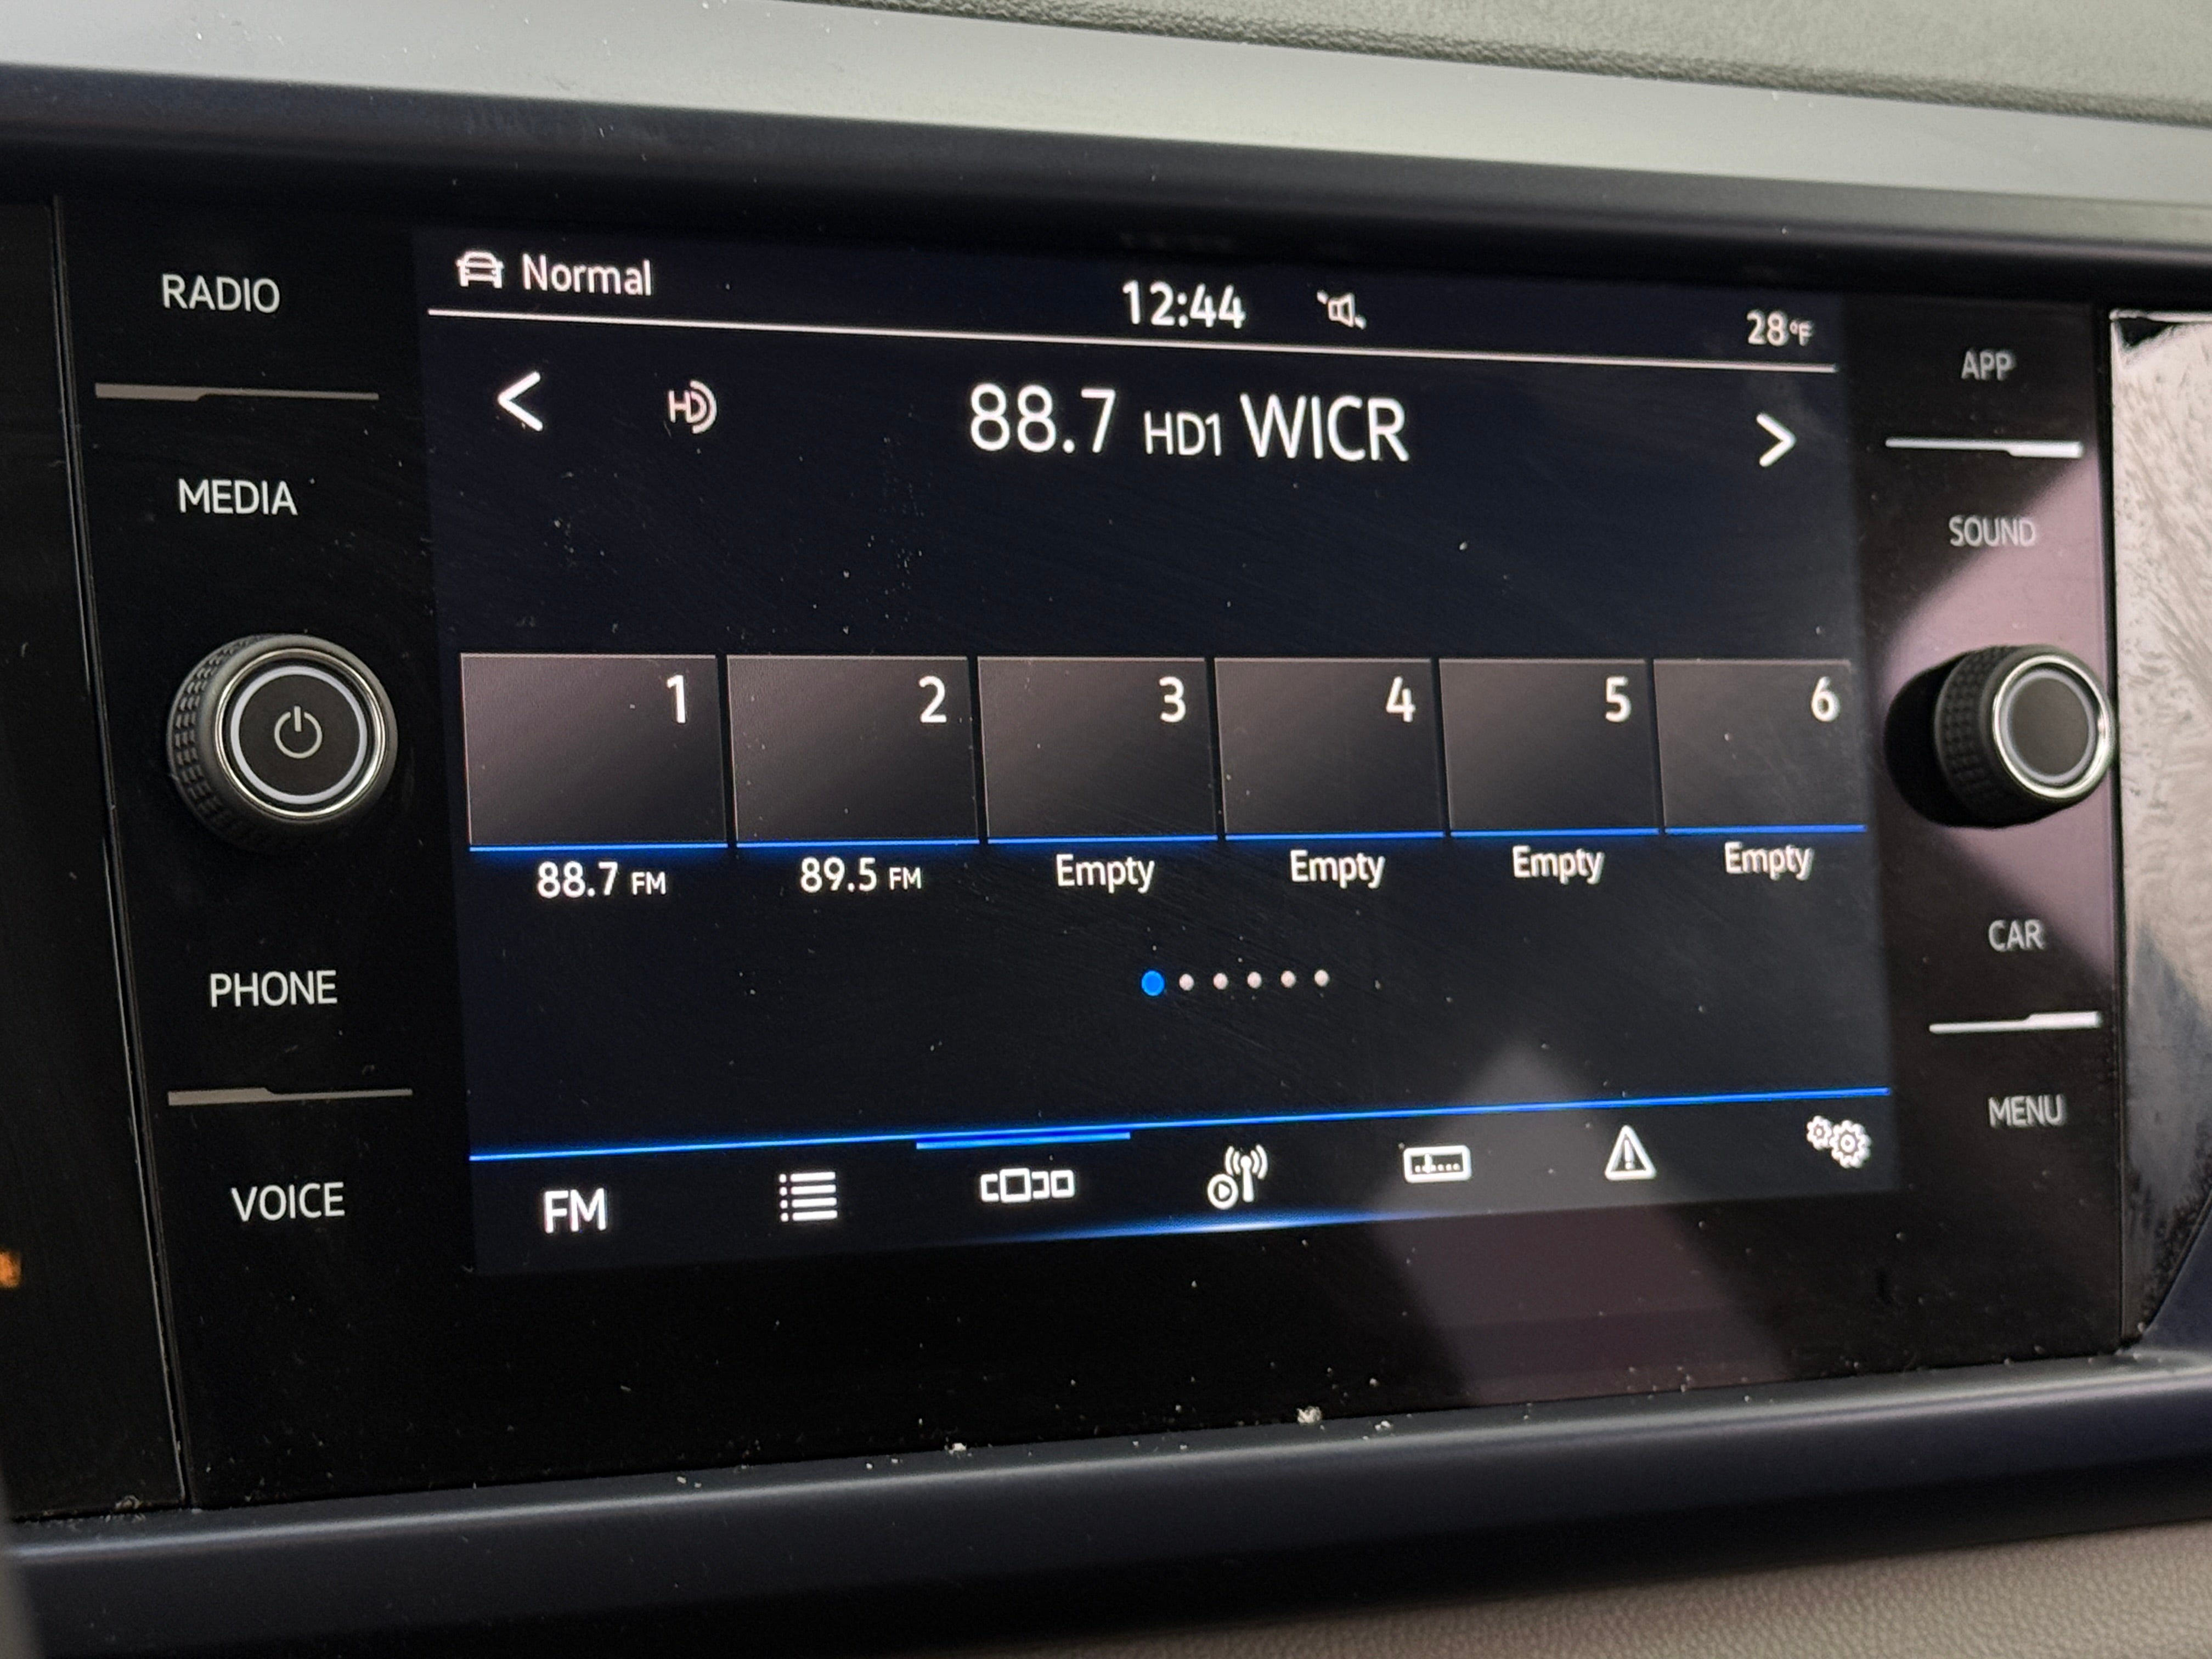 RADIO
MEDIA
PHONE
VOICE
Normal
12:44
28°F
HD
88.7 HD1 WICR
1
2
3
4
5
6
88.7 FM
89.5 FM
Empty
Empty
Empty
Empty
FM
APP
SOUND
CAR
MENU